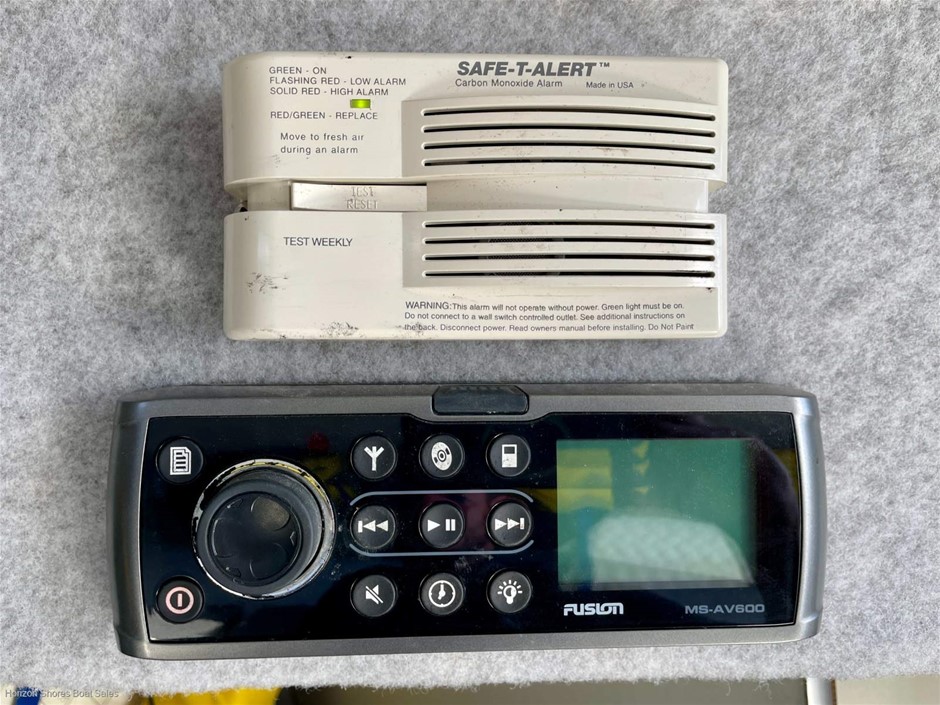 GREEN - ON
FLASHING RED - LOW ALARM
SOLID RED - HIGH ALARM
RED/GREEN - REPLACE
Move to fresh air
during an alarm
SAFE-T-ALERT™
Carbon Monoxide Alarm Made in USA
TEST
RESET
TEST WEEKLY
WARNING:This alarm will not operate without power. Green light must be on.
Do not connect to a wall switch controlled outlet. See additional instructions on
the back. Disconnect power. Read owners manual before installing. Do Not Paint
FUSION
MS-AV600
Horizon Shores Boat Sales